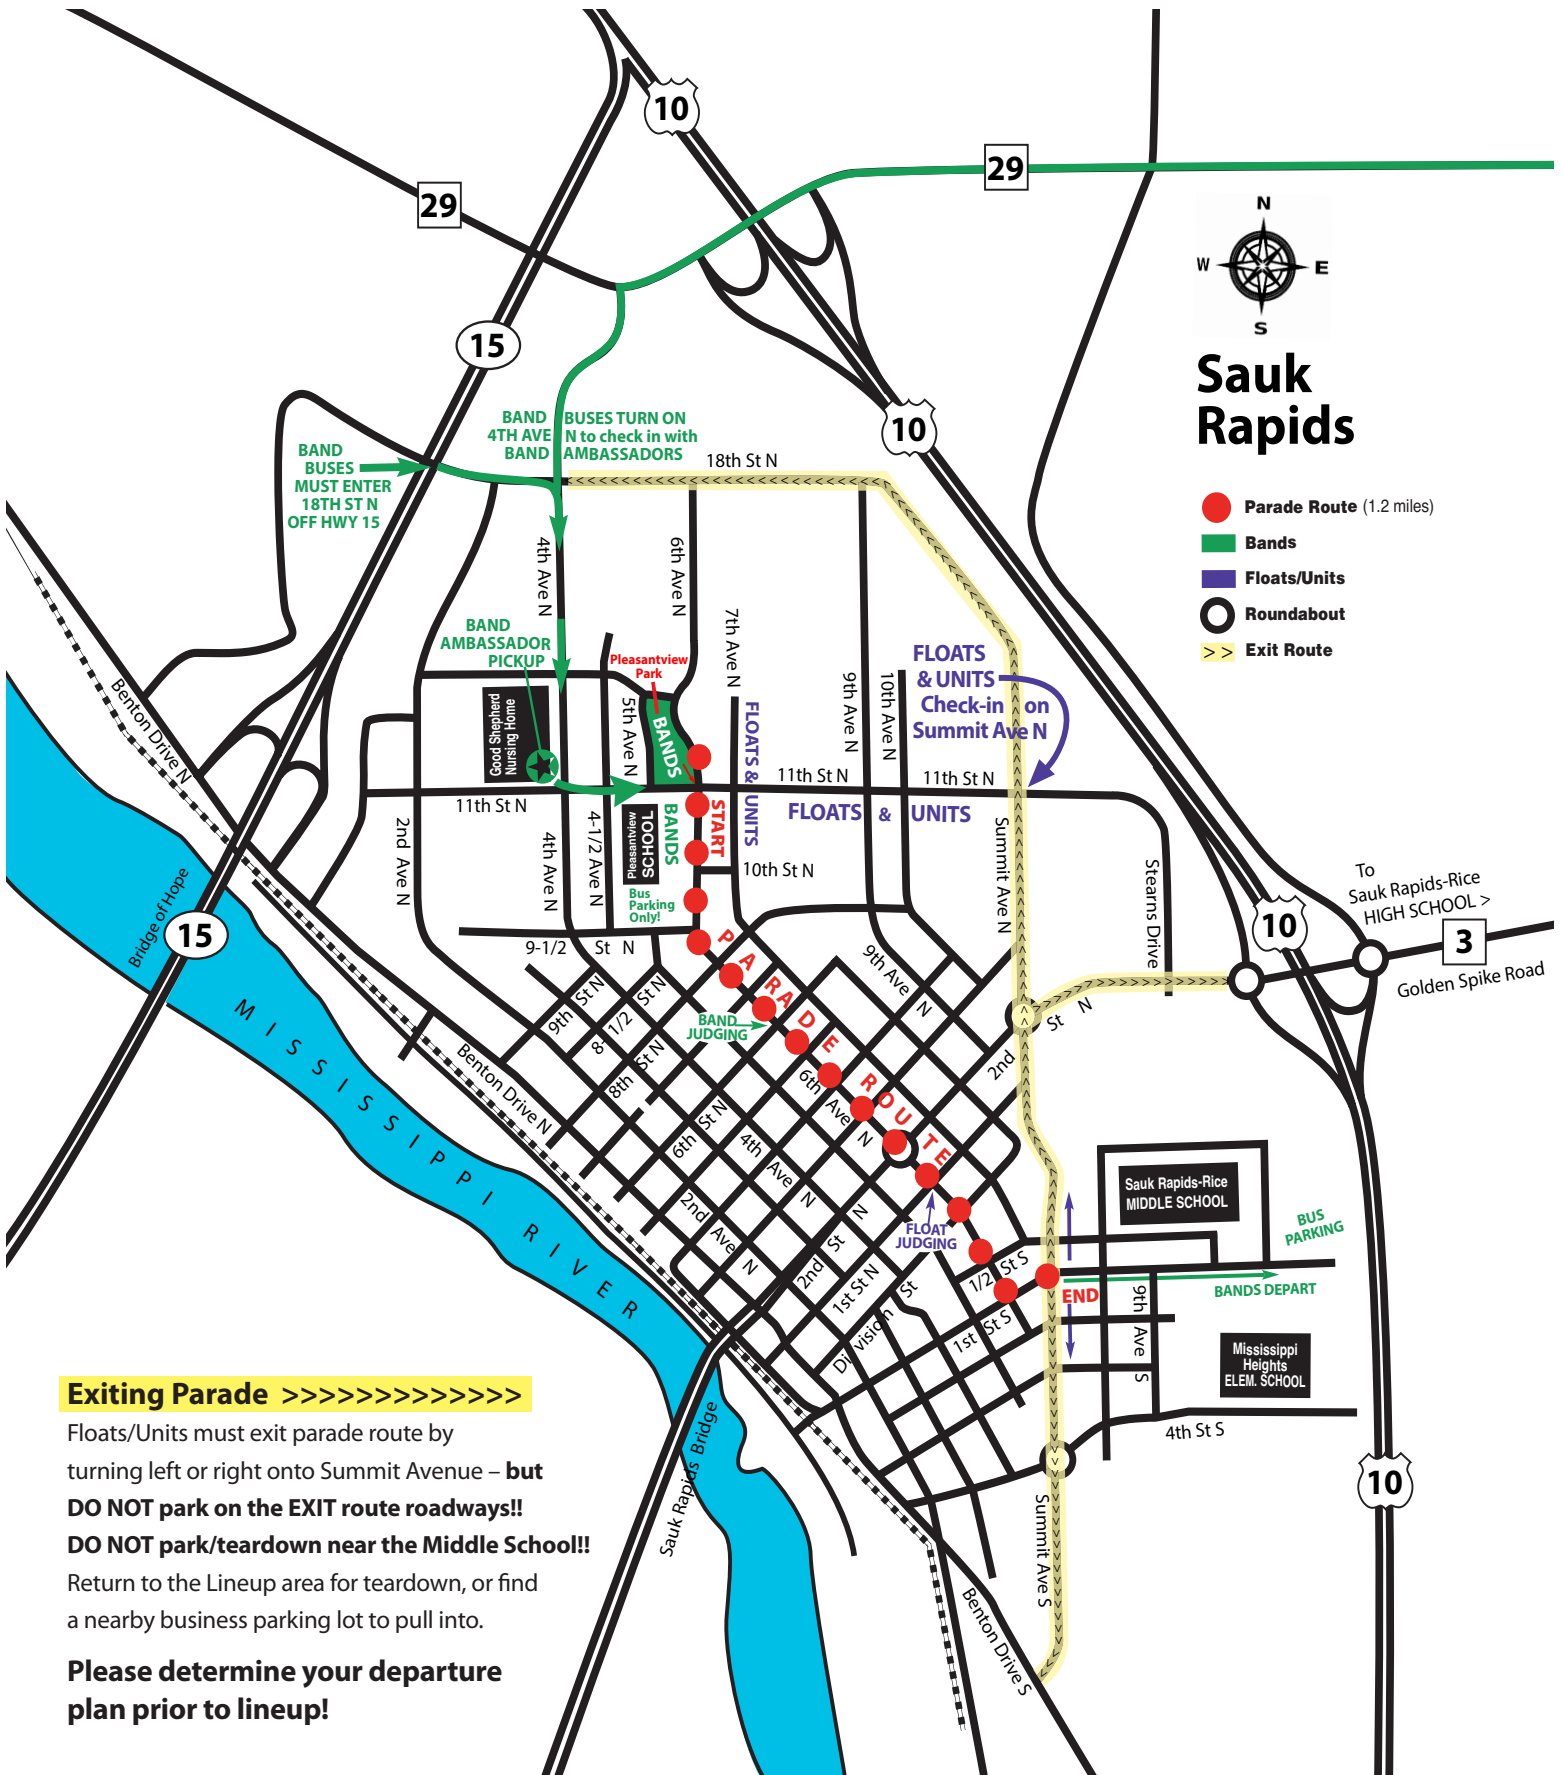 10
29
29
N
W
E
S
15
Sauk
Rapids
10
BAND BUSES TURN ON
4TH AVE N to check in with
BAND AMBASSADORS
BAND
BUSES
MUST ENTER
18TH ST N
OFF HWY 15
18th St N
Parade Route (1.2 miles)
Bands
Floats/Units
Roundabout
> > Exit Route
4th Ave N
6th Ave N
7th Ave N
BAND
AMBASSADOR
PICKUP
Pleasantview
Park
FLOATS
& UNITS
Check-in on
Summit Ave N
Benton Drive N
Good Shepherd
Nursing Home
5th Ave N
BANDS
FLOATS & UNITS
9th Ave N
10th Ave N
11th St N
11th St N
11th St N
FLOATS & UNITS
2nd Ave N
4th Ave N
4-1/2 Ave N
Pleasantview
SCHOOL
BANDS
START
Summit Ave N
Stearns Drive
10th St N
Bus
Parking
Only!
To
Sauk Rapids-Rice
HIGH SCHOOL >
Bridge of Hope
15
10
3
Golden Spike Road
9-1/2 St N
PARADE ROUTE
9th Ave N
9th St N
8-1/2 St N
8th St N
BAND
JUDGING
2nd St N
MISSISSIPPI RIVER
Benton Drive N
6th Ave N
6th St N
4th Ave N
2nd Ave N
2nd St N
1st St N
Division St
FLOAT
JUDGING
1/2 St S
1st St S
Sauk Rapids-Rice
MIDDLE SCHOOL
BUS
PARKING
END
BANDS DEPART
9th Ave S
Mississippi
Heights
ELEM. SCHOOL
4th St S
10
Sauk Rapids Bridge
Summit Ave S
Benton Drive S
Exiting Parade >>>>>>>>>>>>>
Floats/Units must exit parade route by
turning left or right onto Summit Avenue – but
DO NOT park on the EXIT route roadways!!
DO NOT park/teardown near the Middle School!!
Return to the Lineup area for teardown, or find
a nearby business parking lot to pull into.
Please determine your departure
plan prior to lineup!